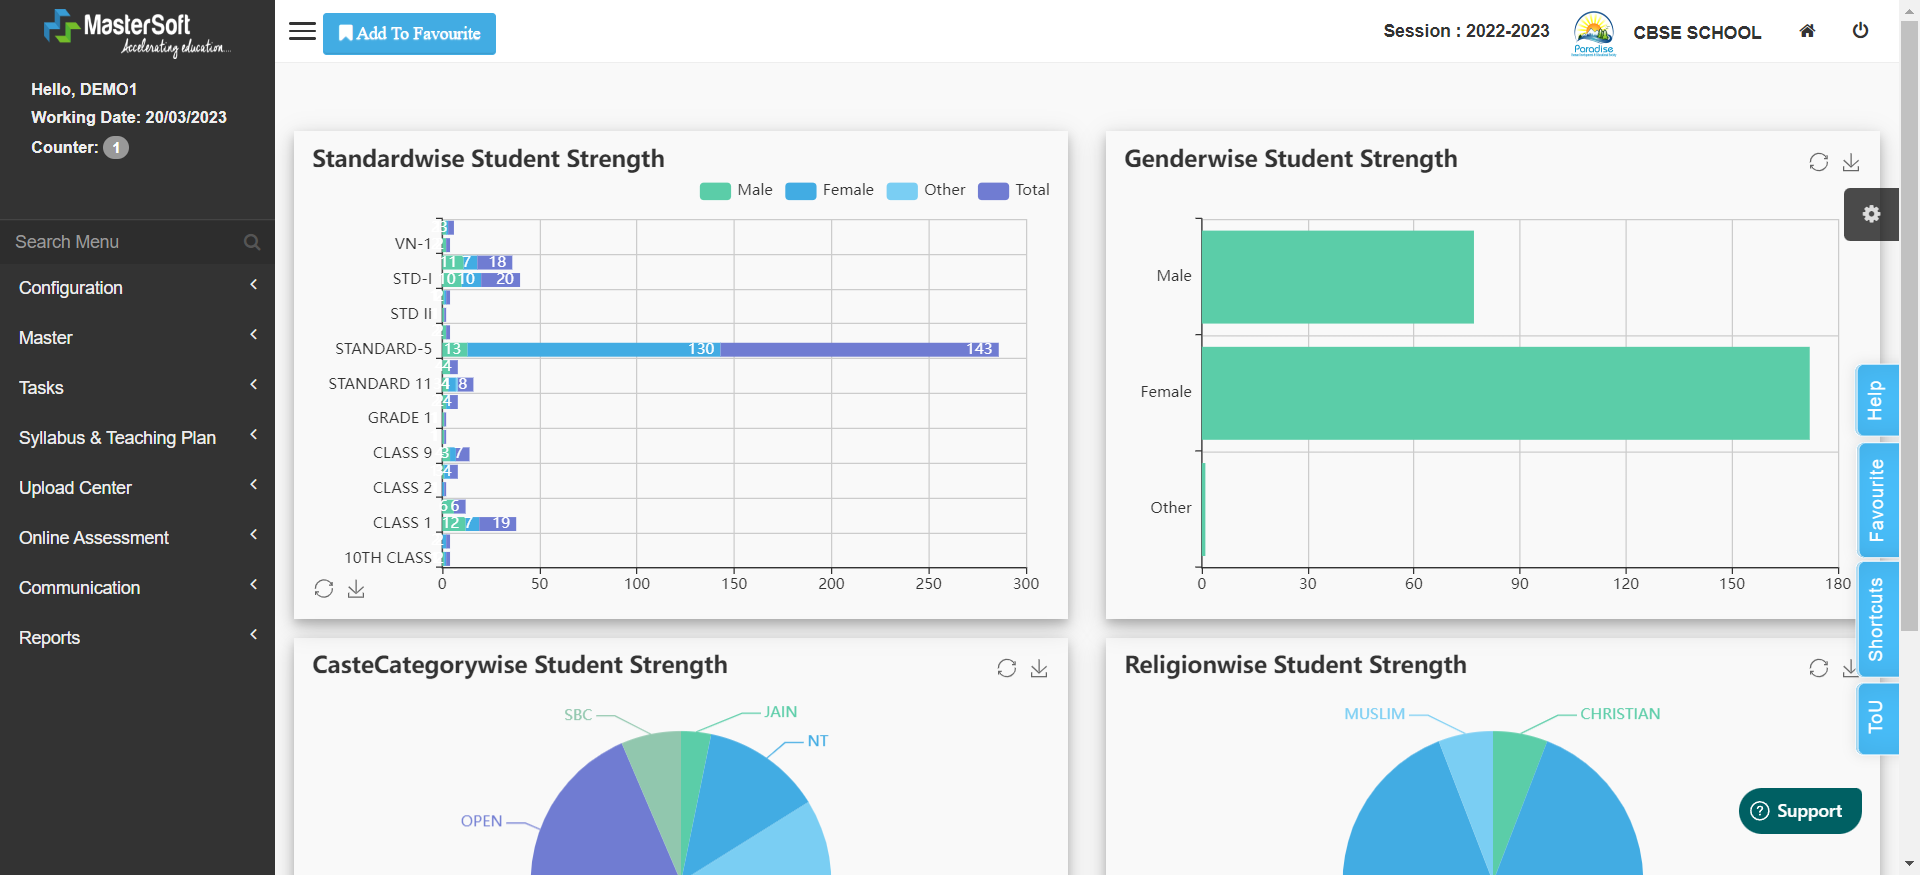 MasterSoft
Accelerating education...
Hello, DEMO1
Working Date: 20/03/2023
Counter: 1
Search Menu
Configuration
Master
Tasks
Syllabus & Teaching Plan
Upload Center
Online Assessment
Communication
Reports
Add To Favourite
Session : 2022-2023
Paradise
CBSE SCHOOL
Standardwise Student Strength
Male Female Other Total
3
VN-1
11 7 18
STD-I
10 10 20
STD II
STANDARD-5
13 130 143
4
STANDARD 11
4 8
4
GRADE 1
CLASS 9
3 7
4
CLASS 2
6 6
CLASS 1
12 7 19
10TH CLASS
0 50 100 150 200 250 300
Genderwise Student Strength
Male
Female
Other
0 30 60 90 120 150 180
Help
Favourite
Shortcuts
ToU
CasteCategorywise Student Strength
SBC
JAIN
NT
OPEN
Religionwise Student Strength
MUSLIM
CHRISTIAN
Support